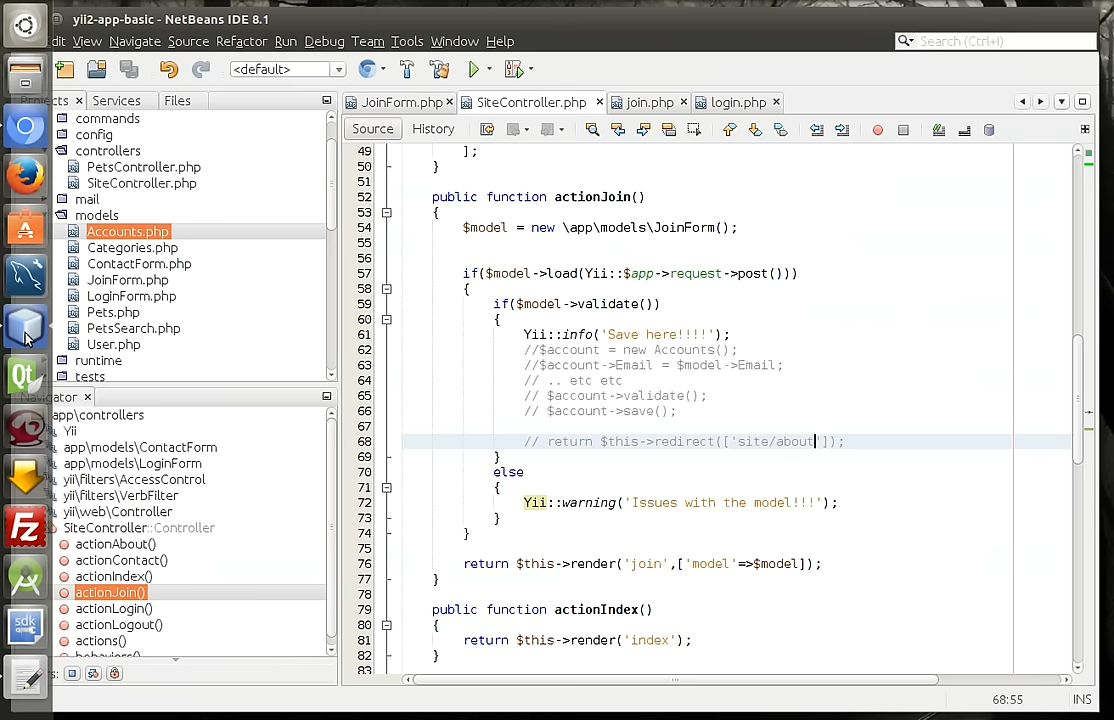 yii2-app-basic - NetBeans IDE 8.1
dit View Navigate Source Refactor Run Debug Team Tools Window Help
Search (Ctrl+I)
<default>
Projects Services Files
JoinForm.php SiteController.php join.php login.php
Source History
commands
config
controllers
PetsController.php
SiteController.php
mail
models
Accounts.php
Categories.php
ContactForm.php
JoinForm.php
LoginForm.php
Pets.php
PetsSearch.php
User.php
runtime
tests
Navigator
app\controllers
Yii
app\models\ContactForm
app\models\LoginForm
yii\filters\AccessControl
yii\filters\VerbFilter
yii\web\Controller
SiteController::Controller
actionAbout()
actionContact()
actionIndex()
actionJoin()
actionLogin()
actionLogout()
actions()
behaviors()
s:
49 ];
50 }
51
52 public function actionJoin()
53 {
54 $model = new \app\models\JoinForm();
55
56
57 if($model->load(Yii::$app->request->post()))
58 {
59 if($model->validate())
60 {
61 Yii::info('Save here!!!!');
62 //$account = new Accounts();
63 //$account->Email = $model->Email;
64 // .. etc etc
65 // $account->validate();
66 // $account->save();
67
68 // return $this->redirect(['site/about']);
69 }
70 else
71 {
72 Yii::warning('Issues with the model!!!');
73 }
74 }
75
76 return $this->render('join',['model'=>$model]);
77 }
78
79 public function actionIndex()
80 {
81 return $this->render('index');
82 }
83
68:55 INS
Qt
Fz
sdk